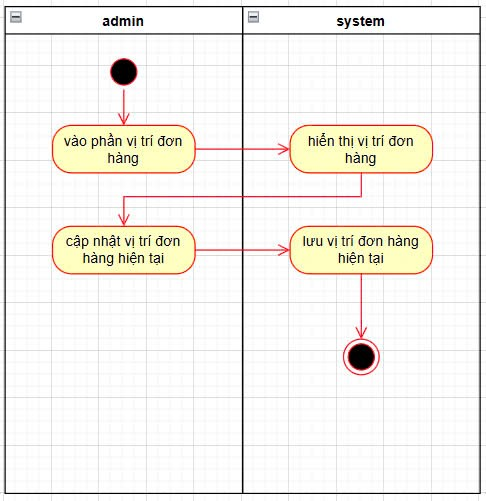 admin
system
vào phần vị trí đơn
hàng
hiển thị vị trí đơn
hàng
cập nhật vị trí đơn
hàng hiện tại
lưu vị trí đơn hàng
hiện tại